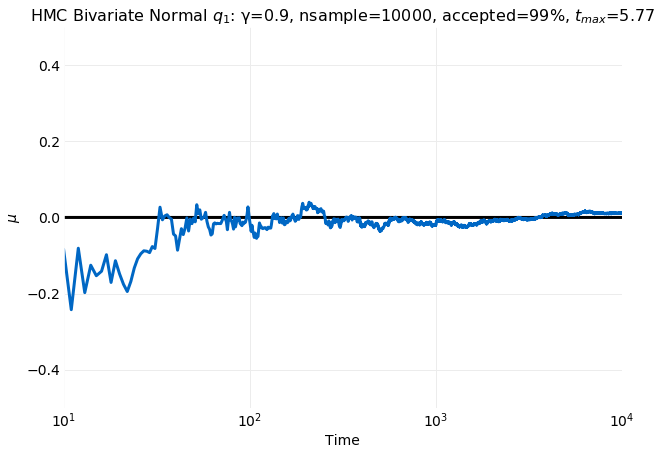 HMC Bivariate Normal q₁: γ=0.9, nsample=10000, accepted=99%, tₘₐₓ=5.77
0.4
0.2
0.0
−0.2
−0.4
μ
10¹ 10² 10³ 10⁴
Time